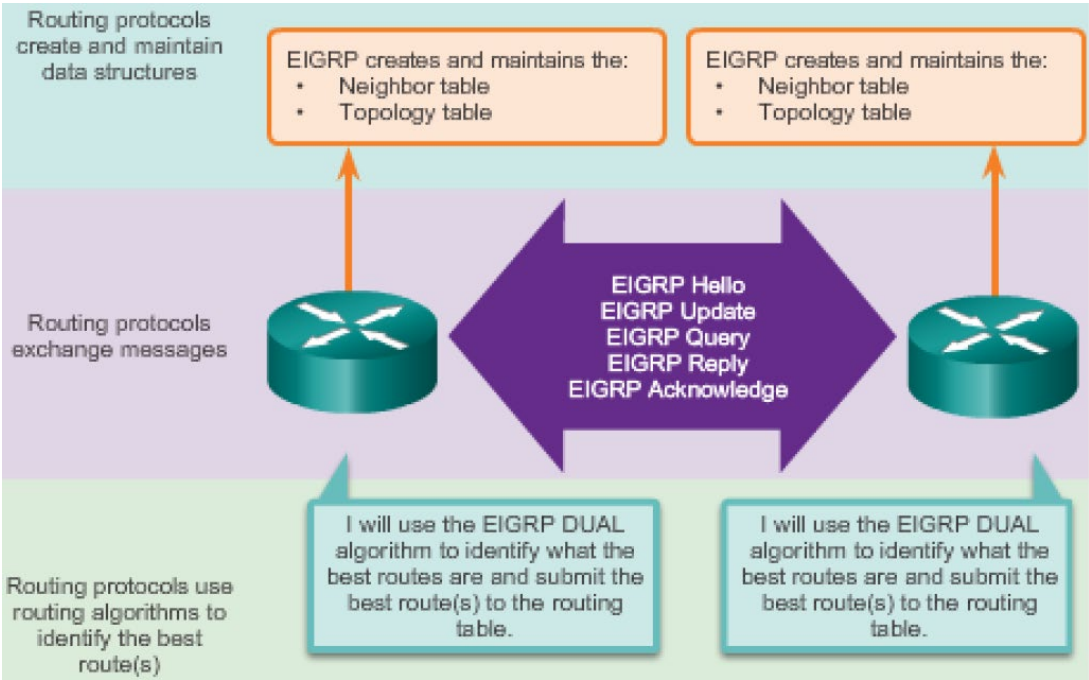 Routing protocols
create and maintain
data structures
EIGRP creates and maintains the:
• Neighbor table
• Topology table
EIGRP creates and maintains the:
• Neighbor table
• Topology table
Routing protocols
exchange messages
EIGRP Hello
EIGRP Update
EIGRP Query
EIGRP Reply
EIGRP Acknowledge
Routing protocols use
routing algorithms to
identify the best
route(s)
I will use the EIGRP DUAL
algorithm to identify what the
best routes are and submit the
best route(s) to the routing
table.
I will use the EIGRP DUAL
algorithm to identify what the
best routes are and submit the
best route(s) to the routing
table.